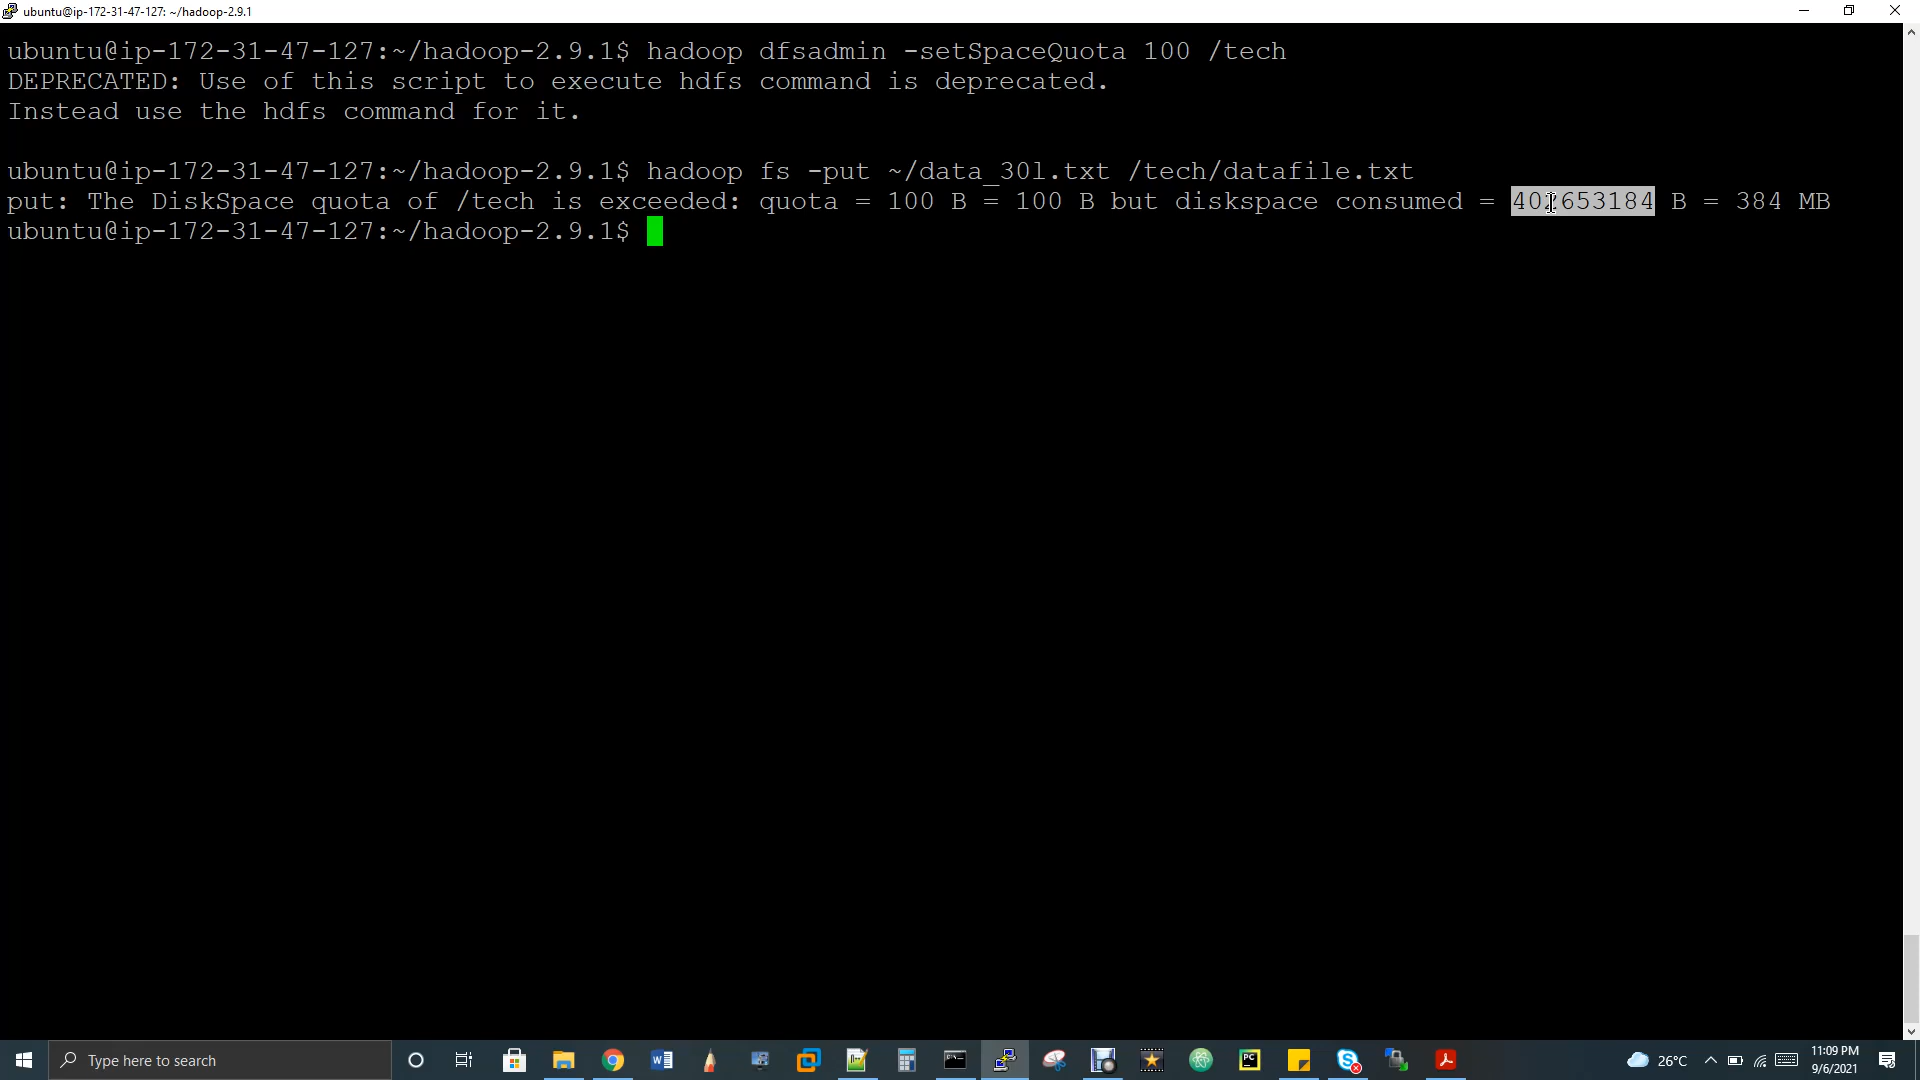 ubuntu@ip-172-31-47-127: ~/hadoop-2.9.1
ubuntu@ip-172-31-47-127:~/hadoop-2.9.1$ hadoop dfsadmin -setSpaceQuota 100 /tech
DEPRECATED: Use of this script to execute hdfs command is deprecated.
Instead use the hdfs command for it.
ubuntu@ip-172-31-47-127:~/hadoop-2.9.1$ hadoop fs -put ~/data_30l.txt /tech/datafile.txt
put: The DiskSpace quota of /tech is exceeded: quota = 100 B = 100 B but diskspace consumed = 402653184 B = 384 MB
ubuntu@ip-172-31-47-127:~/hadoop-2.9.1$
Type here to search
26°C
11:09 PM
9/6/2021